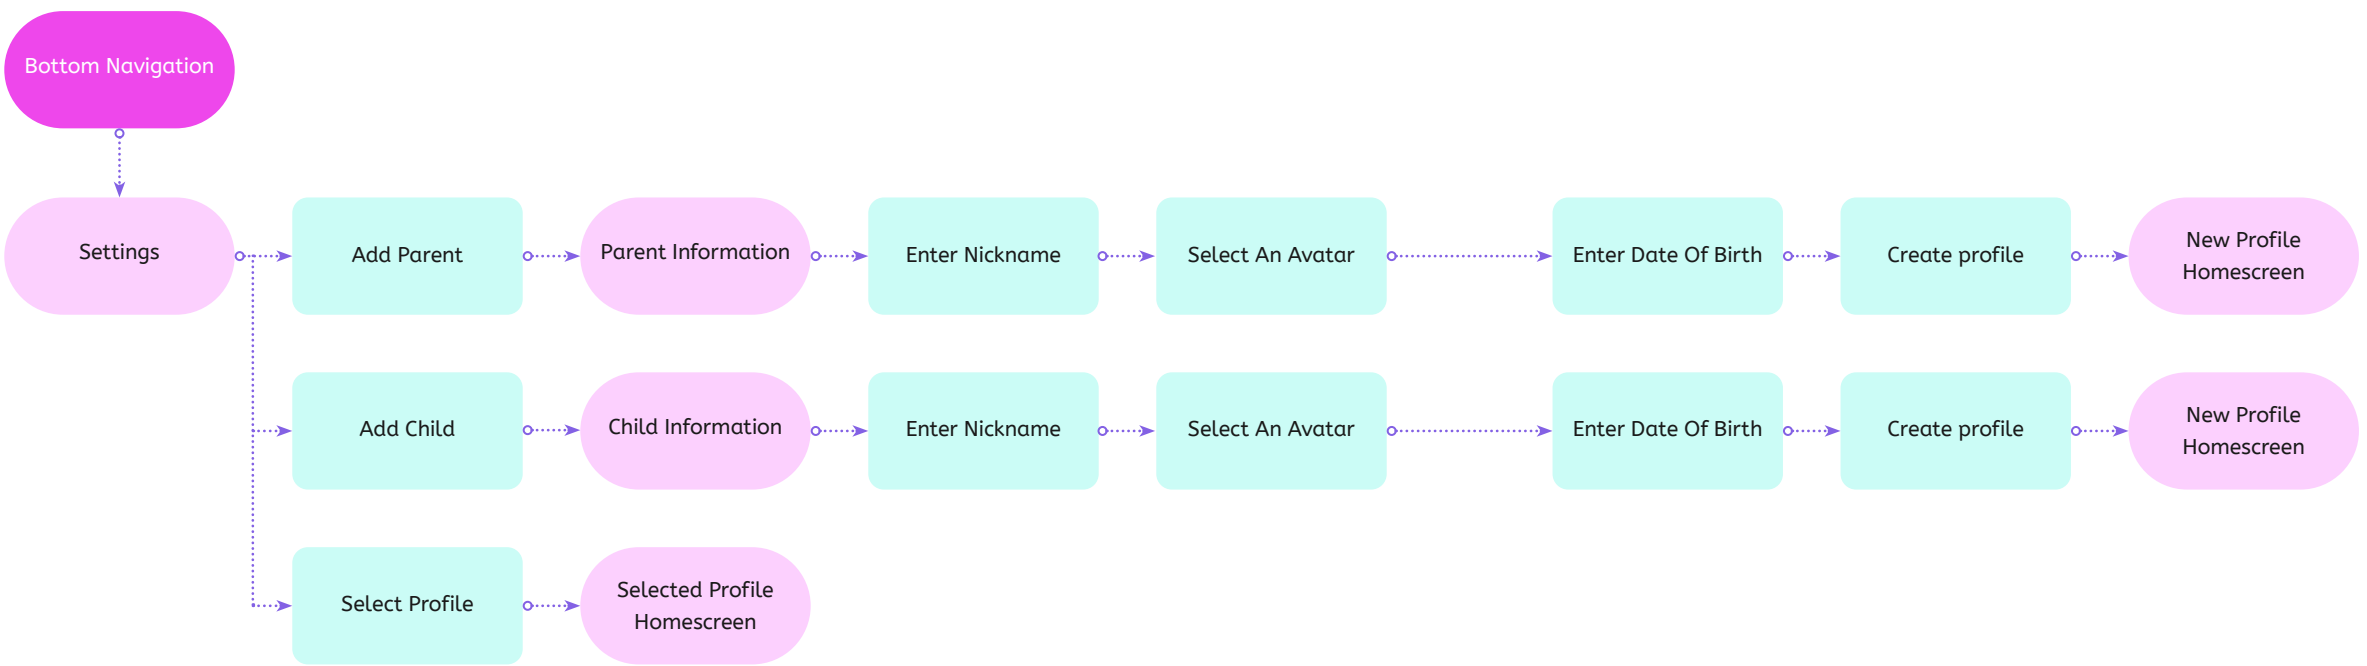 Bottom Navigation
Settings
Add Parent
Parent Information
Enter Nickname
Select An Avatar
Enter Date Of Birth
Create profile
New Profile
Homescreen
Add Child
Child Information
Enter Nickname
Select An Avatar
Enter Date Of Birth
Create profile
New Profile
Homescreen
Select Profile
Selected Profile
Homescreen